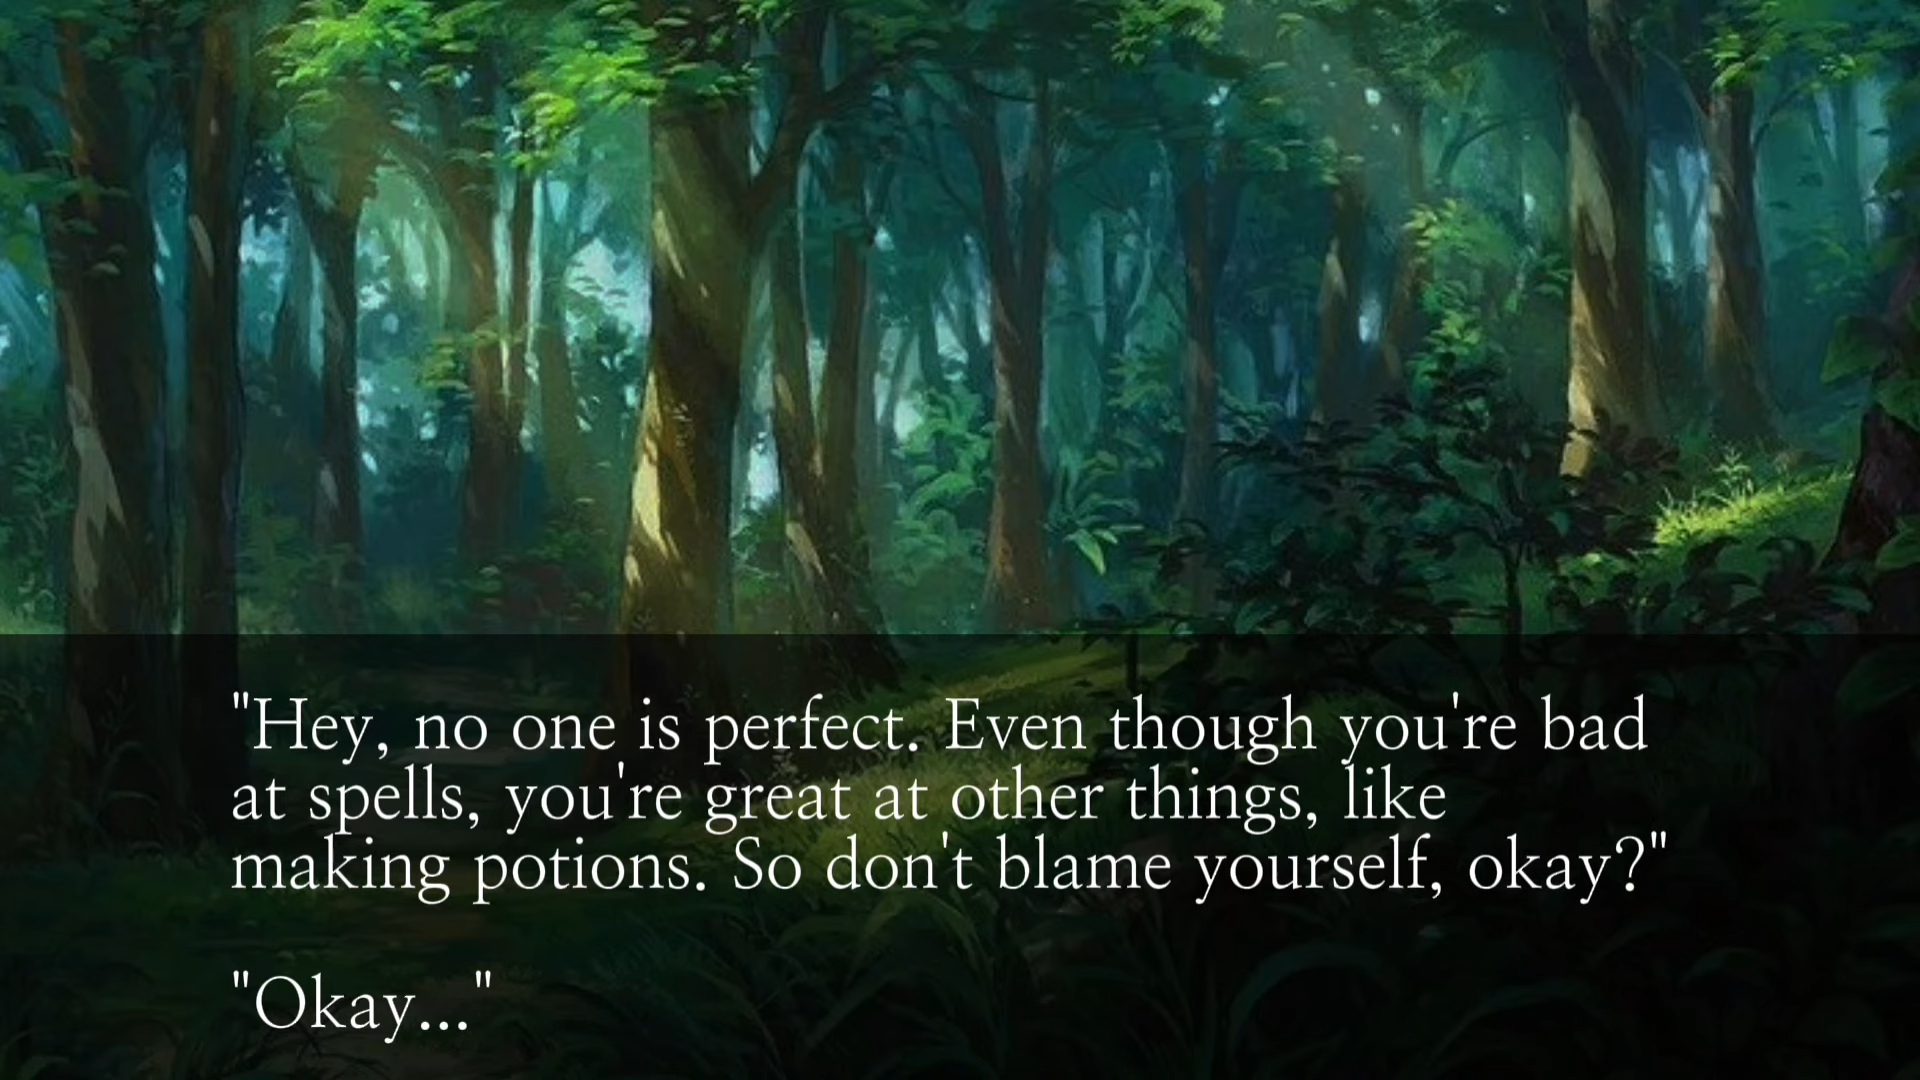 "Hey, no one is perfect. Even though you're bad
at spells, you're great at other things, like
making potions. So don't blame yourself, okay?"
"Okay..."